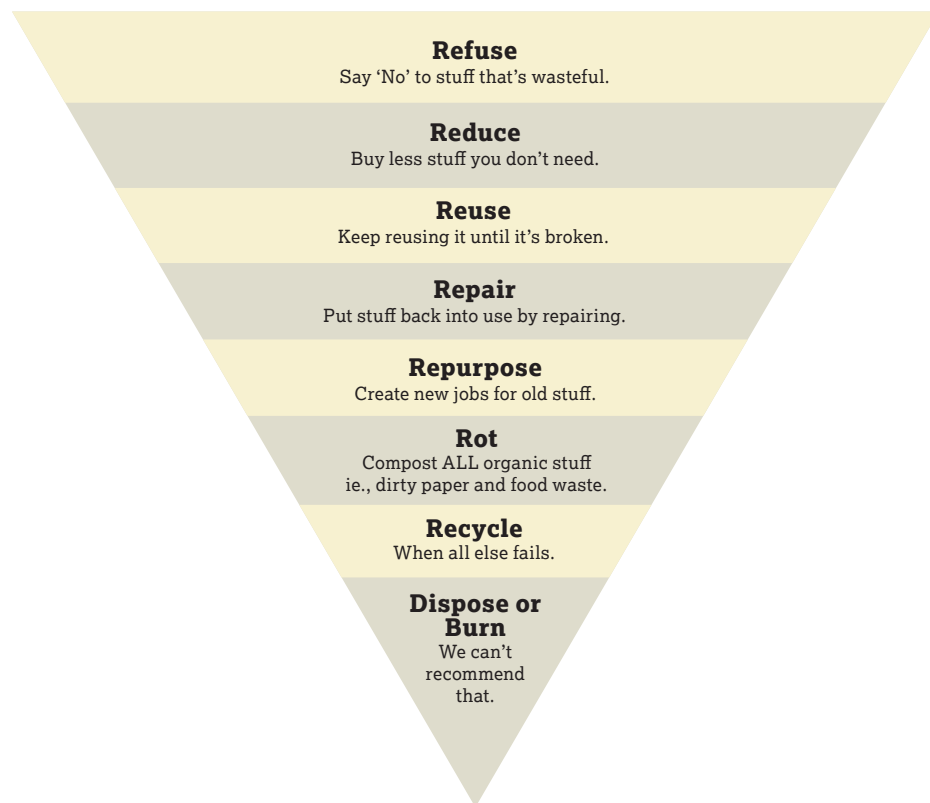 Refuse
Say ‘No’ to stuff that’s wasteful.
Reduce
Buy less stuff you don’t need.
Reuse
Keep reusing it until it’s broken.
Repair
Put stuff back into use by repairing.
Repurpose
Create new jobs for old stuff.
Rot
Compost ALL organic stuff
ie., dirty paper and food waste.
Recycle
When all else fails.
Dispose or
Burn
We can’t
recommend
that.